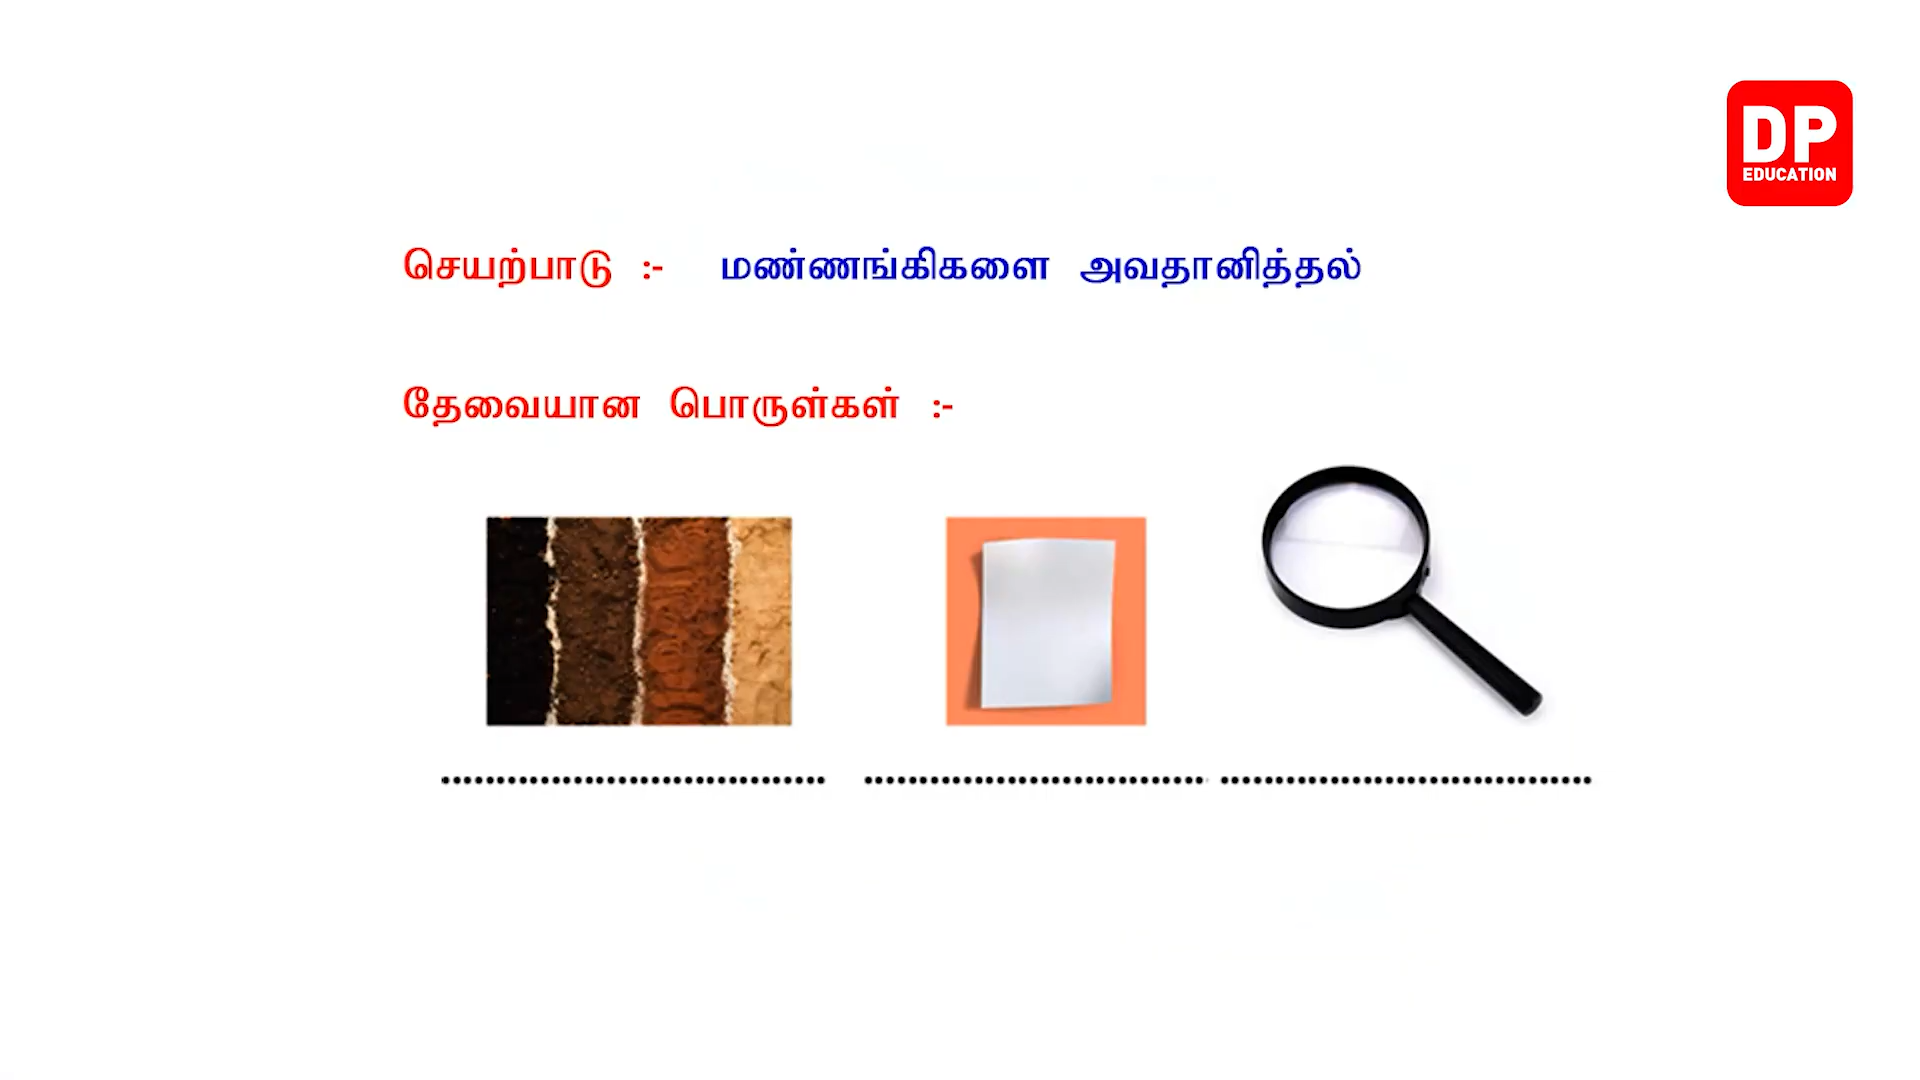 DP
EDUCATION
செயற்பாடு :- மண்ணங்கிகளை அவதானித்தல்
தேவையான பொருள்கள் :-